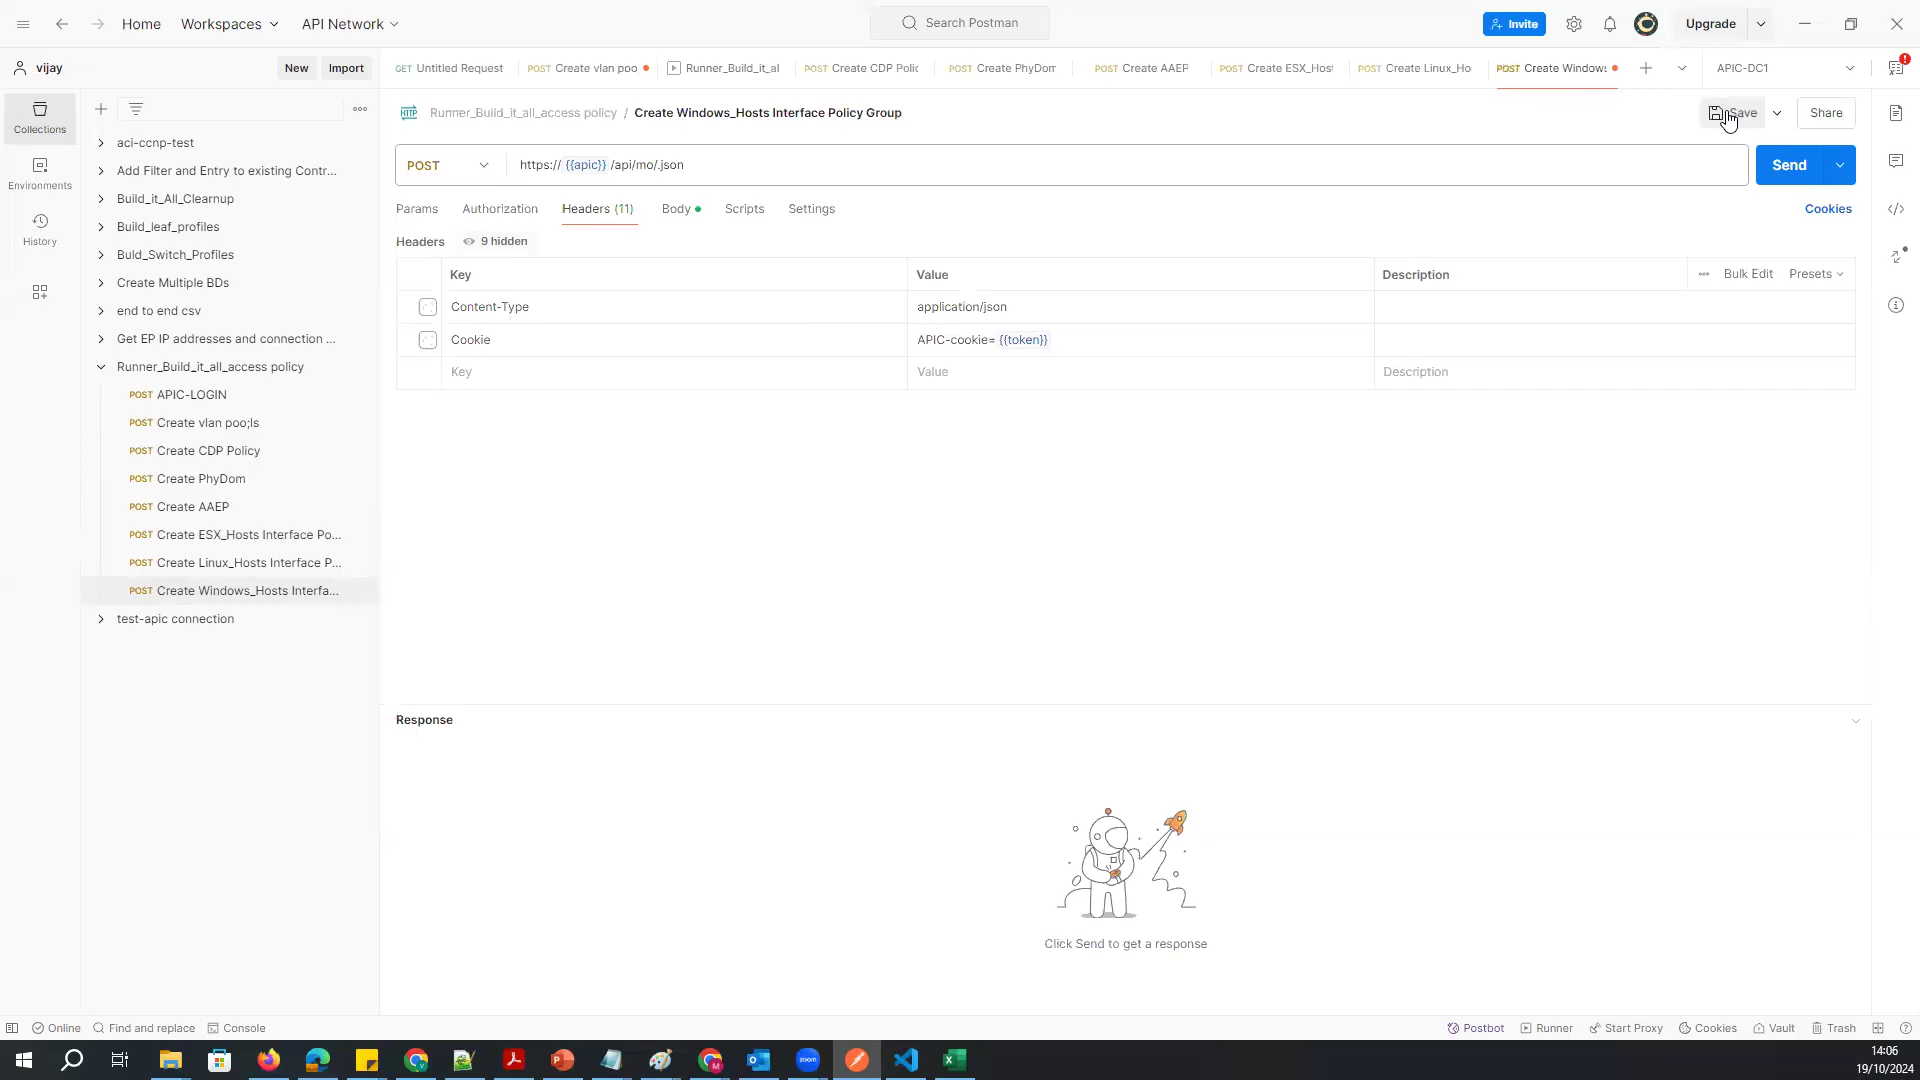 Home Workspaces API Network Search Postman Invite Upgrade
vijay New Import GET Untitled Request POST Create vlan poo Runner_Build_it_al POST Create CDP Polic POST Create PhyDom POST Create AAEP POST Create ESX_Host POST Create Linux_Ho POST Create Windows APIC-DC1
Collections
Environments
History
aci-ccnp-test
Add Filter and Entry to existing Contr...
Build_it_All_Clearnup
Build_leaf_profiles
Buld_Switch_Profiles
Create Multiple BDs
end to end csv
Get EP IP addresses and connection ...
Runner_Build_it_all_access policy
POST APIC-LOGIN
POST Create vlan poo;ls
POST Create CDP Policy
POST Create PhyDom
POST Create AAEP
POST Create ESX_Hosts Interface Po...
POST Create Linux_Hosts Interface P...
POST Create Windows_Hosts Interfa...
test-apic connection
HTTP Runner_Build_it_all_access policy / Create Windows_Hosts Interface Policy Group Save Share
POST https:// {{apic}} /api/mo/.json Send
Params Authorization Headers (11) Body Scripts Settings Cookies
Headers 9 hidden
Key Value Description Bulk Edit Presets
Content-Type application/json
Cookie APIC-cookie= {{token}}
Key Value Description
Response
Click Send to get a response
Online Find and replace Console Postbot Runner Start Proxy Cookies Vault Trash
zoom
14:06
19/10/2024